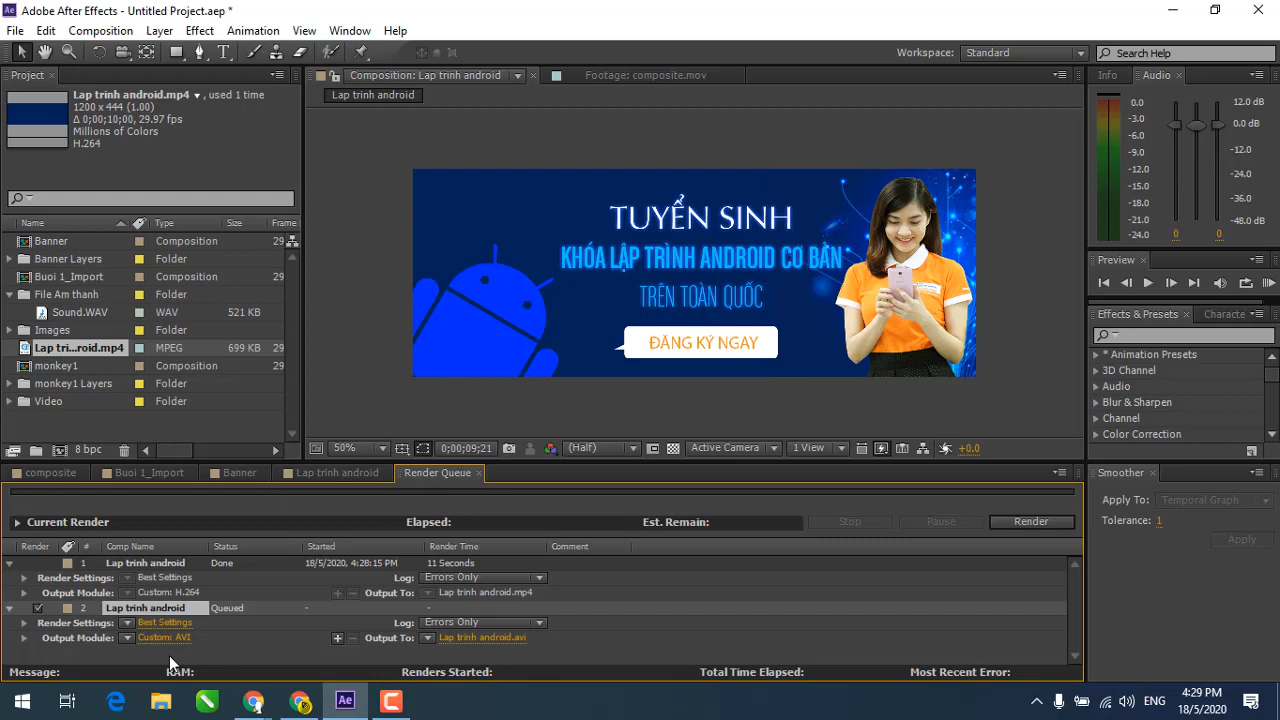 Adobe After Effects - Untitled Project.aep *
File Edit Composition Layer Effect Animation View Window Help
Workspace: Standard Search Help
Project
Composition: Lap trinh android Footage: composite.mov
Info Audio
Lap trinh android.mp4 , used 1 time
1200 x 444 (1.00)
Δ 0;00;10;00, 29.97 fps
Millions of Colors
H.264
Lap trinh android
0.0 12.0 dB
-3.0 0.0 dB
-6.0
-9.0 -12.0
-12.0
-15.0 -24.0
-18.0 -36.0
-21.0
-24.0 -48.0
0 0
Name Type Size Frame
Banner Composition 29
Banner Layers Folder
Buoi 1_Import Composition 29
File Am thanh Folder
Sound.WAV WAV 521 KB
Images Folder
Lap tri...roid.mp4 MPEG 699 KB 29
monkey1 Composition 29
monkey1 Layers Folder
Video Folder
8 bpc
TUYỂN SINH
KHÓA LẬP TRÌNH ANDROID CƠ BẢN
TRÊN TOÀN QUỐC
ĐĂNG KÝ NGAY
50% 0;00;09;21 (Half) Active Camera 1 View +0.0
Preview
Effects & Presets Characte
* Animation Presets
3D Channel
Audio
Blur & Sharpen
Channel
Color Correction
composite Buoi 1_Import Banner Lap trinh android Render Queue
Smoother
Apply To: Temporal Graph
Tolerance: 1
Apply
Current Render Elapsed: Est. Remain: Stop Pause Render
Render # Comp Name Status Started Render Time Comment
1 Lap trinh android Done 18/5/2020, 4:28:15 PM 11 Seconds
Render Settings: Best Settings Log: Errors Only
Output Module: Custom: H.264 Output To: Lap trinh android.mp4
2 Lap trinh android Queued - -
Render Settings: Best Settings Log: Errors Only
Output Module: Custom: AVI Output To: Lap trinh android.avi
Message: RAM: Renders Started: Total Time Elapsed: Most Recent Error:
ENG
4:29 PM
18/5/2020